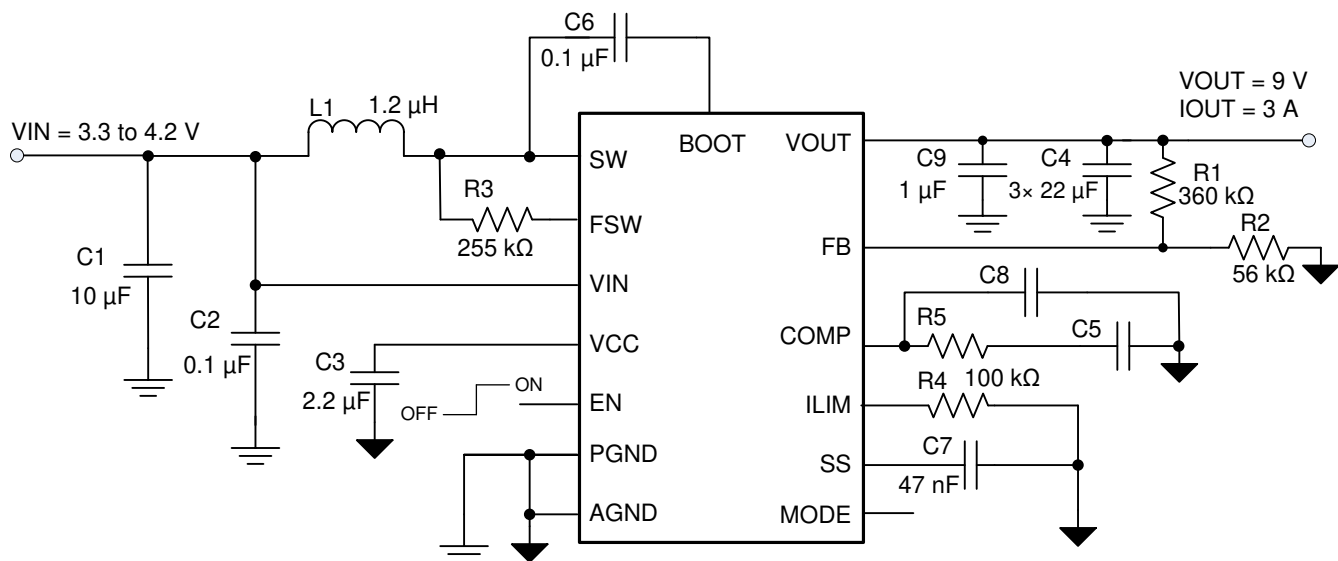 C6
0.1 µF
VOUT = 9 V
IOUT = 3 A
L1
1.2 µH
VIN = 3.3 to 4.2 V
BOOT
VOUT
SW
C9
1 µF
C4
3× 22 µF
R1
360 kΩ
R3
255 kΩ
FSW
FB
R2
56 kΩ
C1
10 µF
VIN
C8
C2
0.1 µF
VCC
COMP
R5
C5
C3
2.2 µF
100 kΩ
R4
ON
OFF
EN
ILIM
PGND
SS
C7
47 nF
AGND
MODE